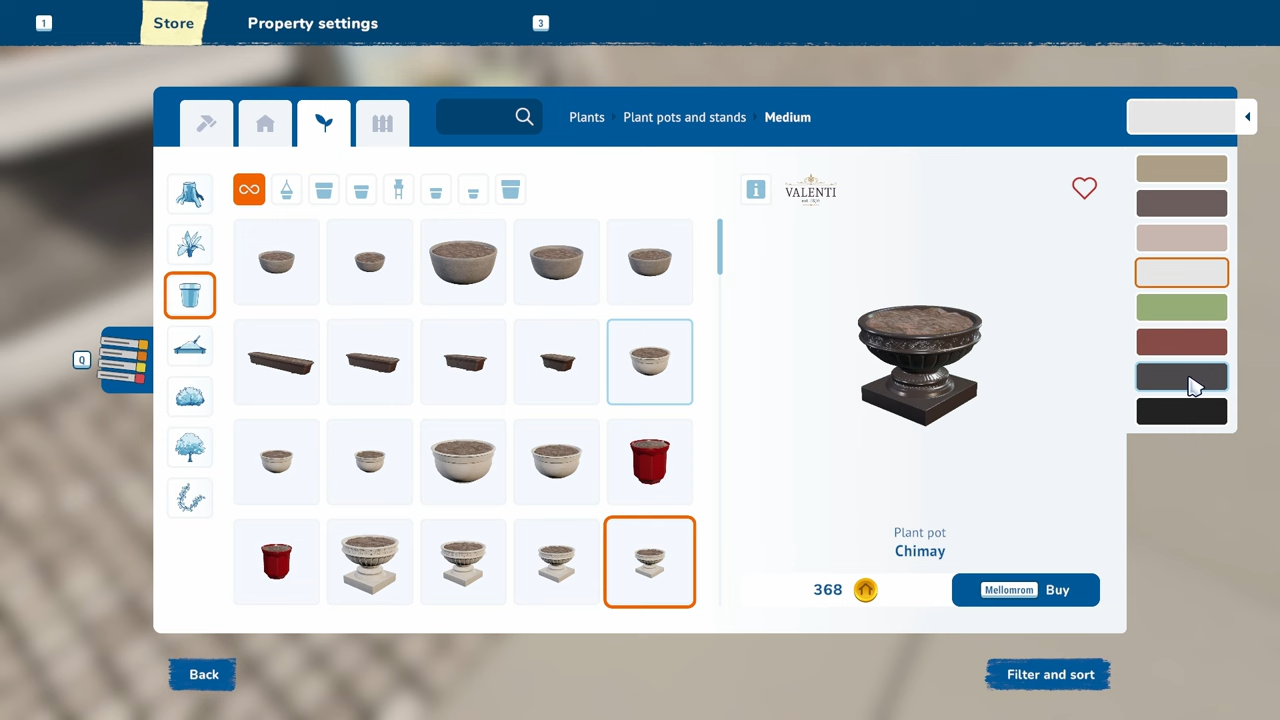 1
Store
Property settings
3
Plants
Plant pots and stands
Medium
VALENTI
Q
Plant pot
Chimay
368
Mellomrom
Buy
Back
Filter and sort